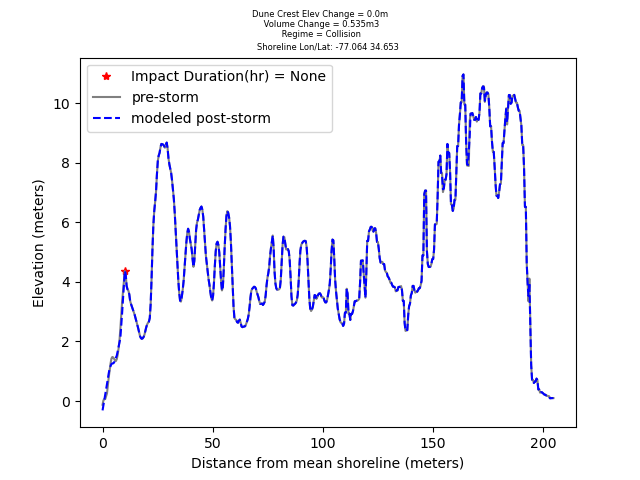 Dune Crest Elev Change = 0.0m
Volume Change = 0.535m3
Regime = Collision
Shoreline Lon/Lat: -77.064 34.653
Impact Duration(hr) = None
pre-storm
modeled post-storm
10
8
6
4
2
0
Elevation (meters)
0 50 100 150 200
Distance from mean shoreline (meters)